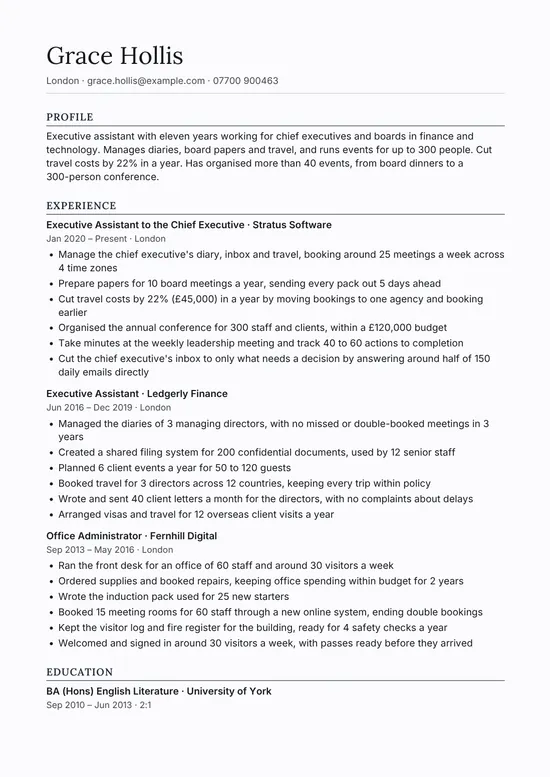 Grace Hollis
London · grace.hollis@example.com · 07700 900463
PROFILE
Executive assistant with eleven years working for chief executives and boards in finance and
technology. Manages diaries, board papers and travel, and runs events for up to 300 people. Cut
travel costs by 22% in a year. Has organised more than 40 events, from board dinners to a
300-person conference.
EXPERIENCE
Executive Assistant to the Chief Executive · Stratus Software
Jan 2020 – Present · London
• Manage the chief executive's diary, inbox and travel, booking around 25 meetings a week across
4 time zones
• Prepare papers for 10 board meetings a year, sending every pack out 5 days ahead
• Cut travel costs by 22% (£45,000) in a year by moving bookings to one agency and booking
earlier
• Organised the annual conference for 300 staff and clients, within a £120,000 budget
• Take minutes at the weekly leadership meeting and track 40 to 60 actions to completion
• Cut the chief executive's inbox to only what needs a decision by answering around half of 150
daily emails directly
Executive Assistant · Ledgerly Finance
Jun 2016 – Dec 2019 · London
• Managed the diaries of 3 managing directors, with no missed or double-booked meetings in 3
years
• Created a shared filing system for 200 confidential documents, used by 12 senior staff
• Planned 6 client events a year for 50 to 120 guests
• Booked travel for 3 directors across 12 countries, keeping every trip within policy
• Wrote and sent 40 client letters a month for the directors, with no complaints about delays
• Arranged visas and travel for 12 overseas client visits a year
Office Administrator · Fernhill Digital
Sep 2013 – May 2016 · London
• Ran the front desk for an office of 60 staff and around 30 visitors a week
• Ordered supplies and booked repairs, keeping office spending within budget for 2 years
• Wrote the induction pack used for 25 new starters
• Booked 15 meeting rooms for 60 staff through a new online system, ending double bookings
• Kept the visitor log and fire register for the building, ready for 4 safety checks a year
• Welcomed and signed in around 30 visitors a week, with passes ready before they arrived
EDUCATION
BA (Hons) English Literature · University of York
Sep 2010 – Jun 2013 · 2:1